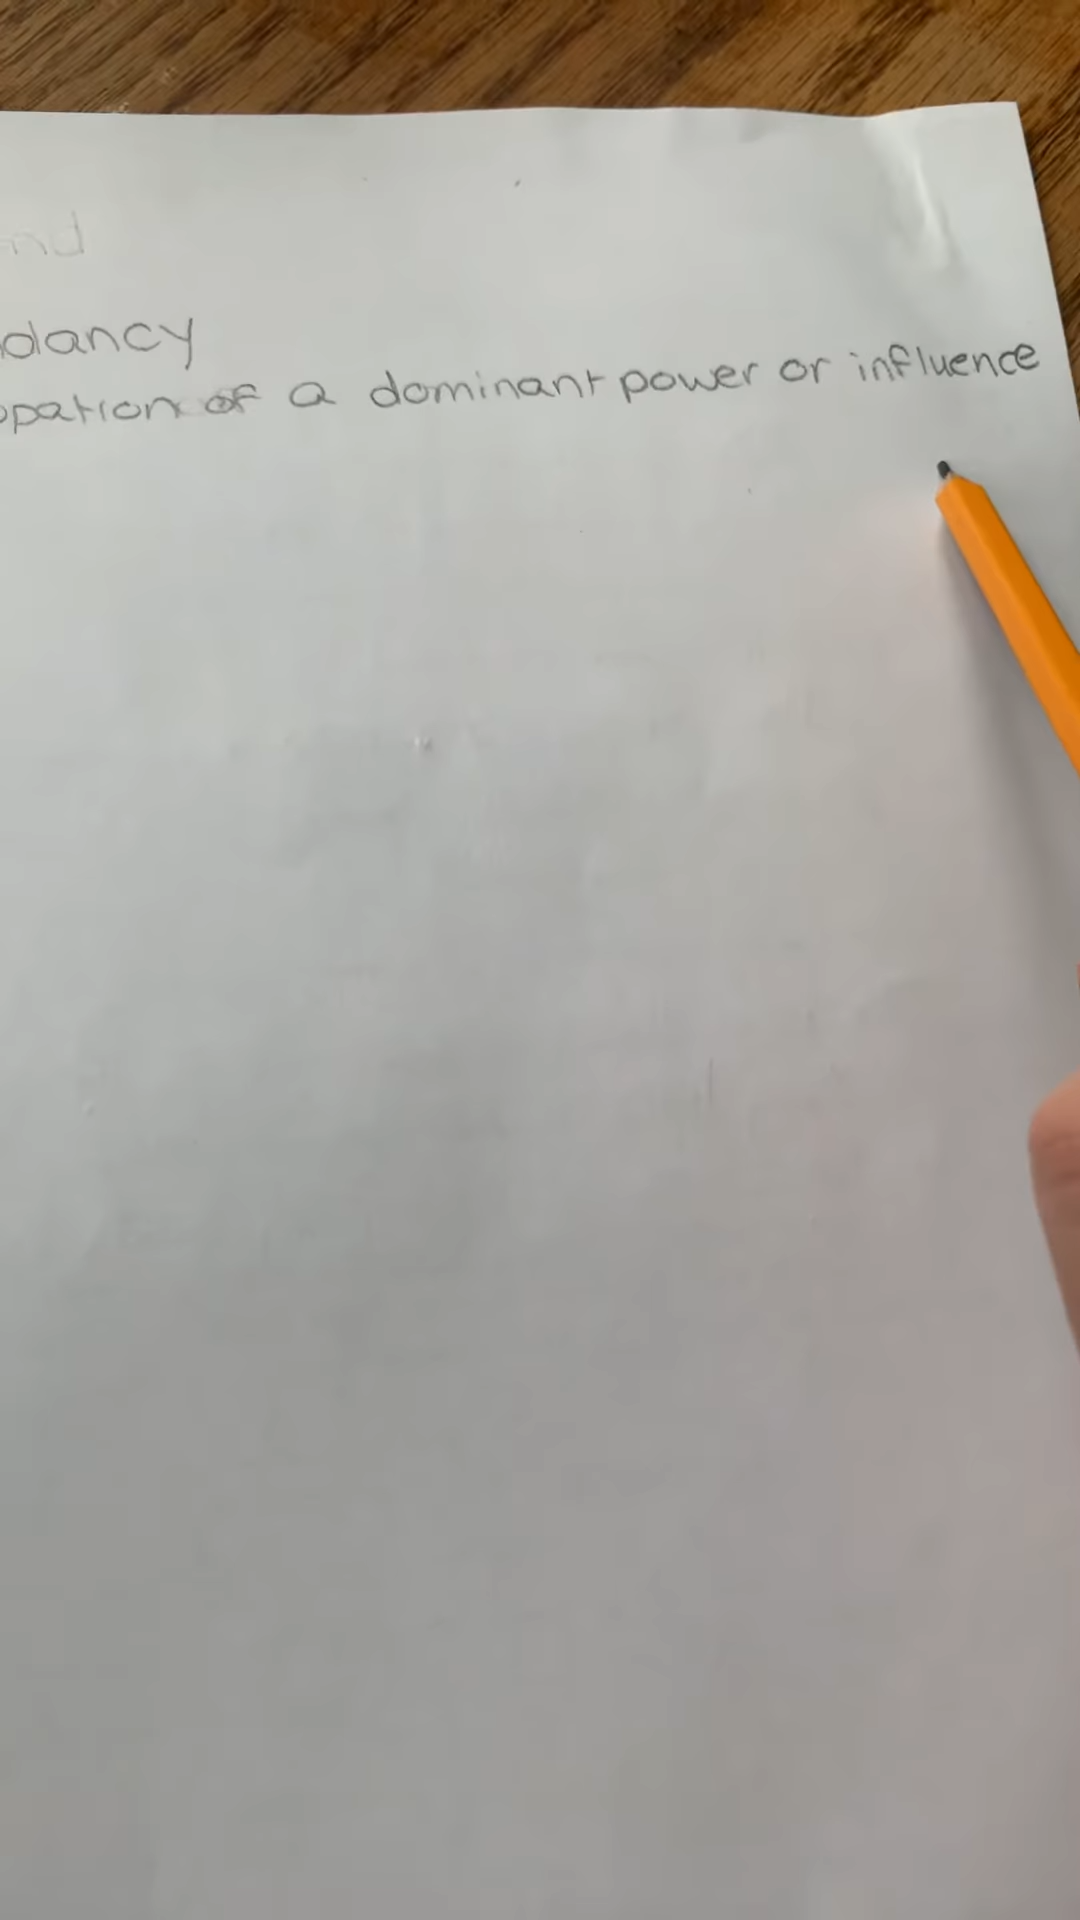 nd
dancy
pation of a dominant power or influence